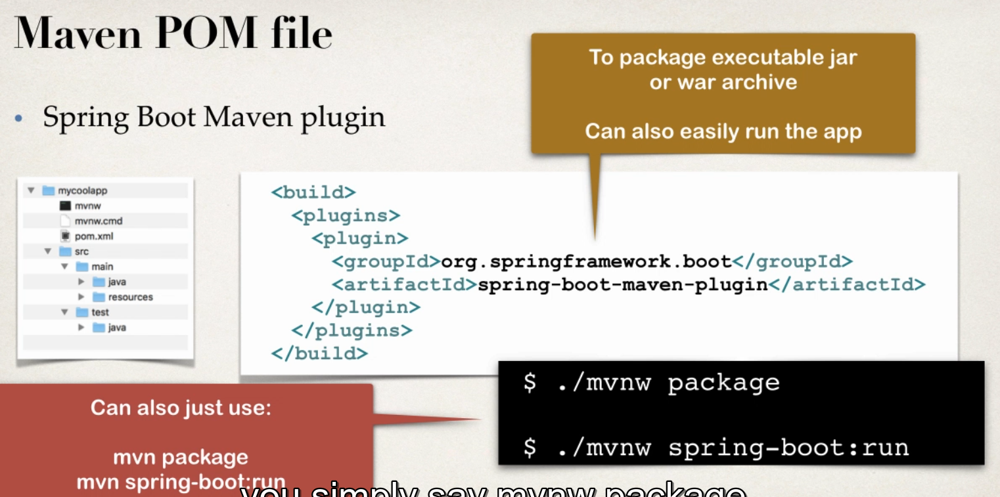 Maven POM file
To package executable jar
or war archive
Can also easily run the app
• Spring Boot Maven plugin
mycoolapp
mvnw
mvnw.cmd
pom.xml
src
main
java
resources
test
java
<build>
<plugins>
<plugin>
<groupId>org.springframework.boot</groupId>
<artifactId>spring-boot-maven-plugin</artifactId>
</plugin>
</plugins>
</build>
Can also just use:
mvn package
mvn spring-boot:run
$ ./mvnw package
$ ./mvnw spring-boot:run
you simply say mvnw package